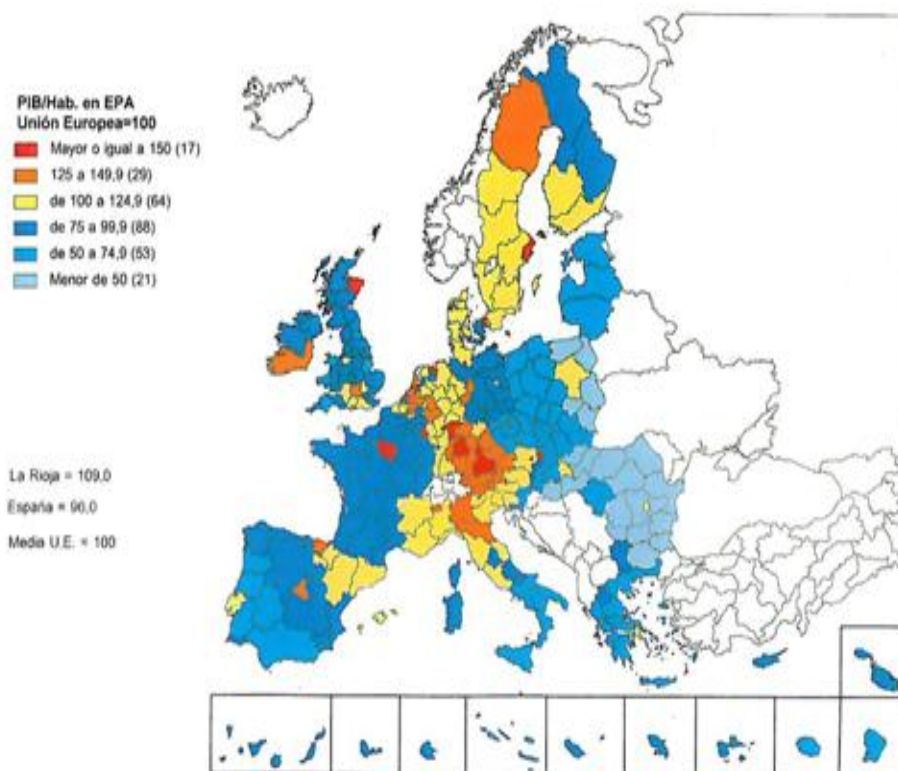 PIB/Hab. en EPA
Unión Europea=100
Mayor o igual a 150 (17)
125 a 149,9 (29)
de 100 a 124,9 (64)
de 75 a 99,9 (88)
de 50 a 74,9 (53)
Menor de 50 (21)
La Rioja = 109,0
España = 90,0
Media U.E. = 100